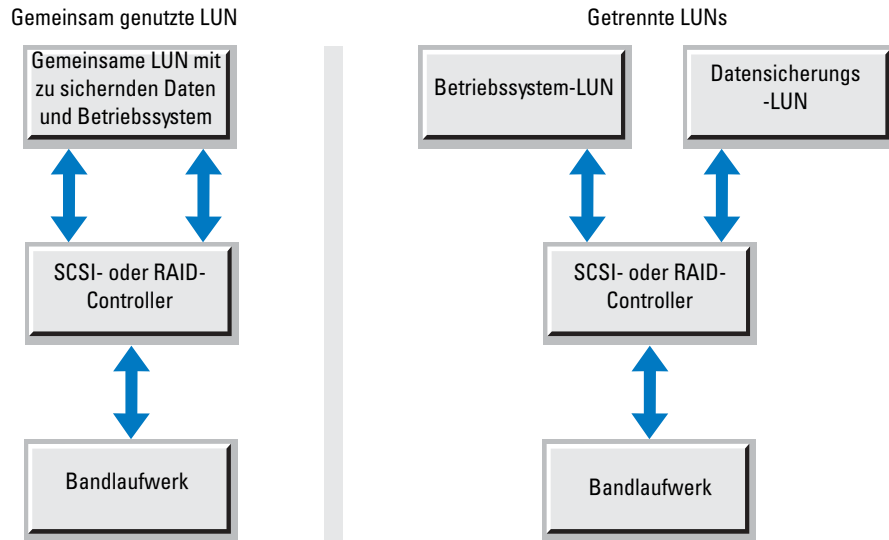 Gemeinsam genutzte LUN
Gemeinsame LUN mit
zu sichernden Daten
und Betriebssystem
SCSI- oder RAID-
Controller
Bandlaufwerk
Getrennte LUNs
Betriebssystem-LUN
Datensicherungs
-LUN
SCSI- oder RAID-
Controller
Bandlaufwerk